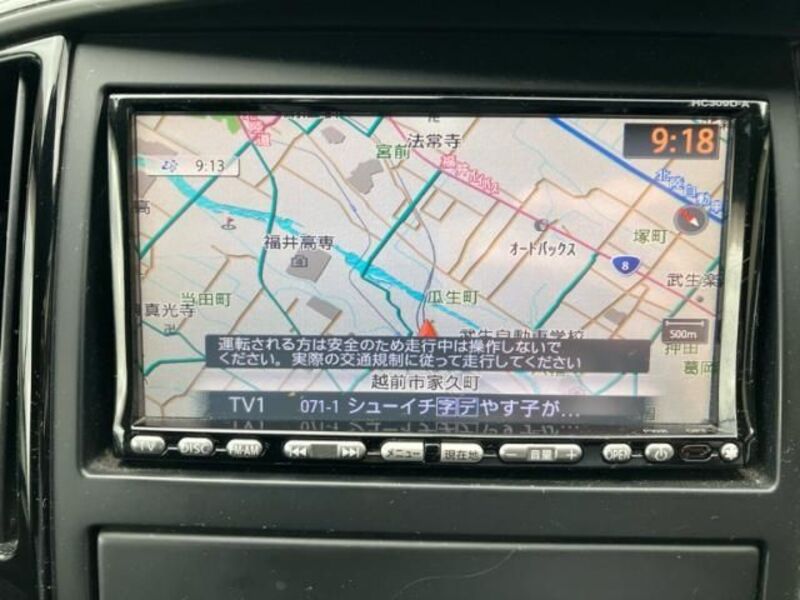 HC309D-A
法常寺
9:18
宮前
9:13
北陸自動車
塚町
福井高専
オートバックス
8
武生楽
当田町
瓜生町
真光寺
武生自動車学校
500m
押田
運転される方は安全のため走行中は操作しないで
ください。実際の交通規制に従って走行してください
葛岡
越前市家久町
TV1 071-1 シューイチ字デやす子が...
TV DISC FM·AM メニュー 現在地 － 音量 ＋ OPEN